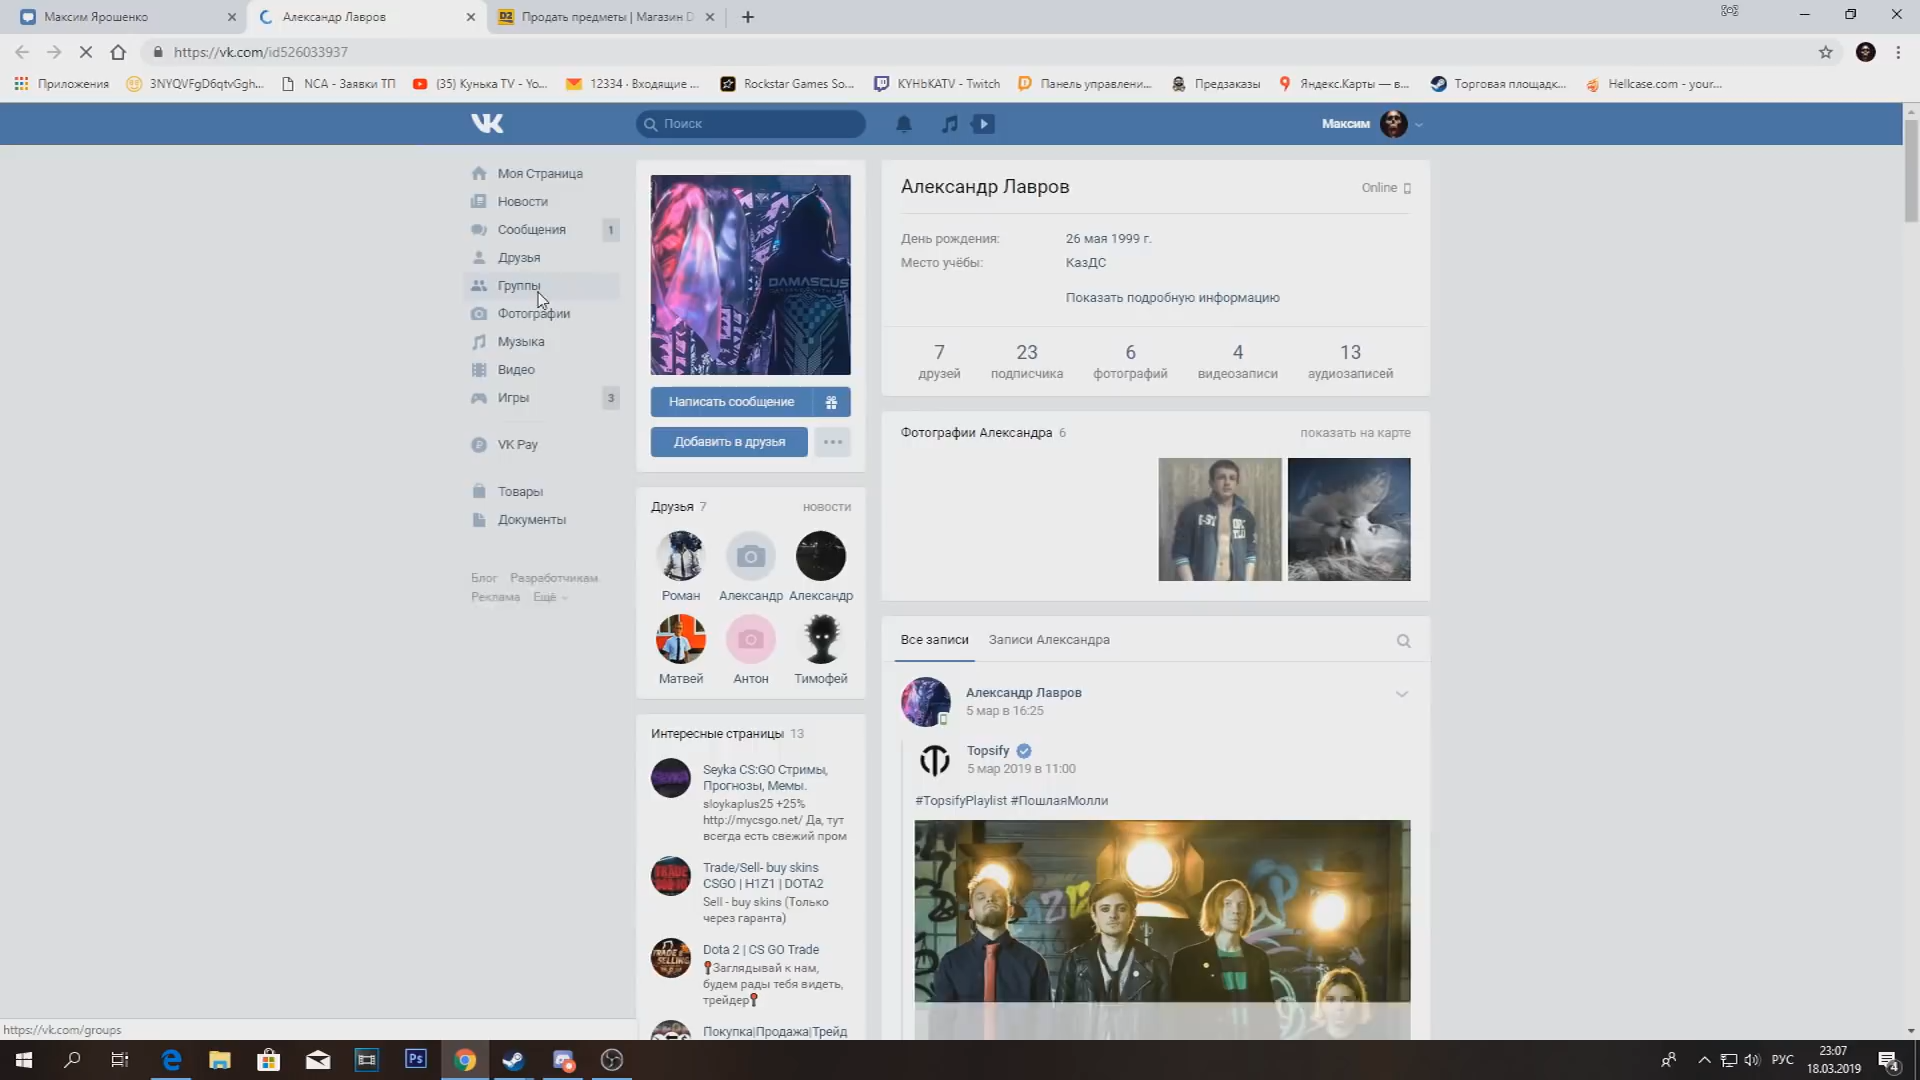 Максим Ярошенко
Александр Лавров
Продать предметы | Магазин D
https://vk.com/id526033937
Приложения
3NYQVFgD6qtvGgh...
NCA - Заявки ТП
(35) Кунька TV - Yo...
12334 · Входящие ...
Rockstar Games So...
KYHbKATV - Twitch
Панель управлени...
Предзаказы
Яндекс.Карты — в...
Торговая площадк...
Hellcase.com - your...
Поиск
Максим
Моя Страница
Новости
Сообщения 1
Друзья
Группы
Фотографии
Музыка
Видео
Игры 3
VK Pay
Товары
Документы
Блог Разработчикам
Реклама Ещё
DAMASCUS
Написать сообщение
Добавить в друзья
Александр Лавров
Online
День рождения: 26 мая 1999 г.
Место учёбы: КазДС
Показать подробную информацию
7 23 6 4 13
друзей подписчика фотографий видеозаписи аудиозаписей
Фотографии Александра 6
показать на карте
Друзья 7
новости
Роман Александр Александр
Матвей Антон Тимофей
Интересные страницы 13
Seyka CS:GO Стримы,
Прогнозы, Мемы.
sloykaplus25 +25%
http://mycsgo.net/ Да, тут
всегда есть свежий пром
Trade/Sell- buy skins
CSGO | H1Z1 | DOTA2
Sell - buy skins (Только
через гаранта)
Dota 2 | CS GO Trade
Заглядывай к нам,
будем рады тебя видеть,
трейдер
Покупка|Продажа|Трейд
Все записи Записи Александра
Александр Лавров
5 мар в 16:25
Topsify
5 мар 2019 в 11:00
#TopsifyPlaylist #ПошлаяМолли
https://vk.com/groups
РУС
23:07
18.03.2019
4